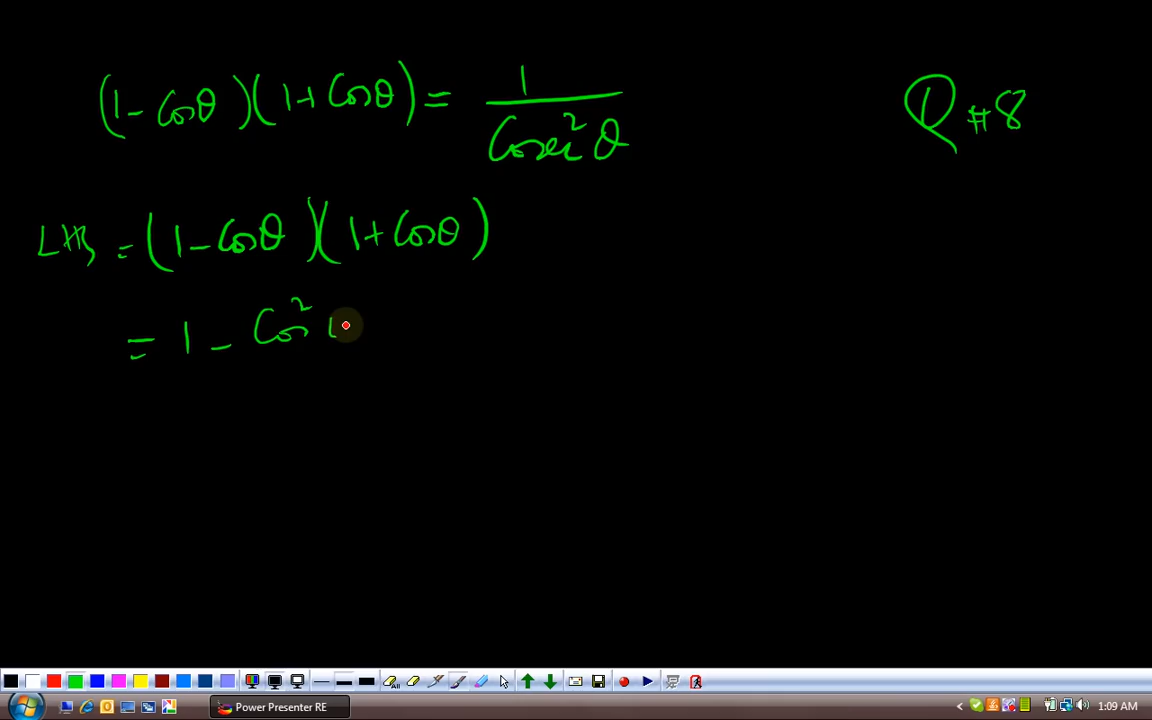 (1 - Cosθ)(1 + Cosθ) = 1 / Cosec²θ
Q #8
LHS = (1 - Cosθ)(1 + Cosθ)
= 1 - Cos²
Power Presenter RE
1:09 AM